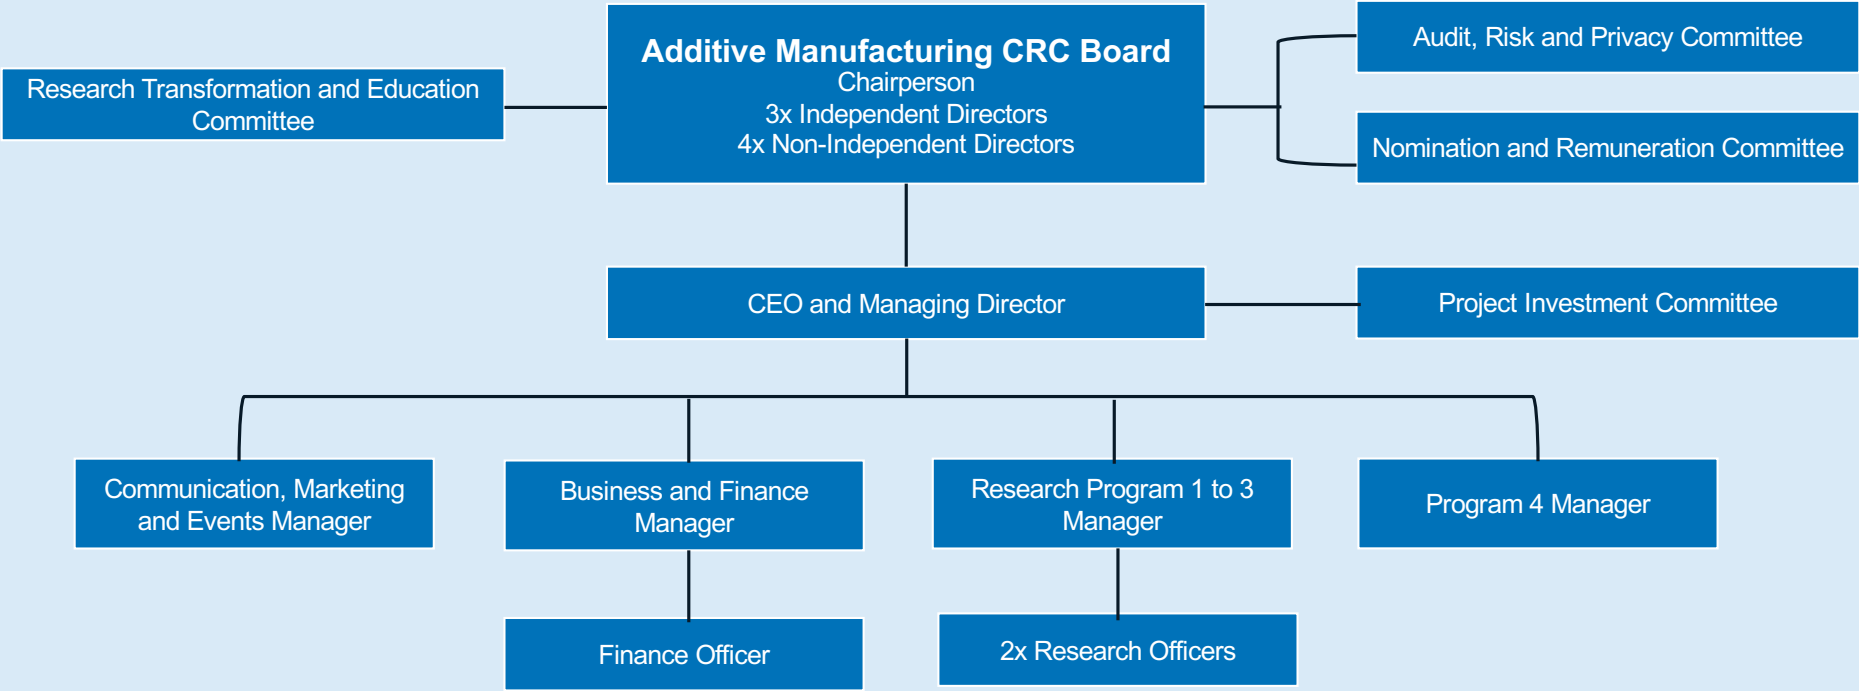 Additive Manufacturing CRC Board
Chairperson
3x Independent Directors
4x Non-Independent Directors
Research Transformation and Education
Committee
Audit, Risk and Privacy Committee
Nomination and Remuneration Committee
CEO and Managing Director
Project Investment Committee
Communication, Marketing
and Events Manager
Business and Finance
Manager
Research Program 1 to 3
Manager
Program 4 Manager
Finance Officer
2x Research Officers